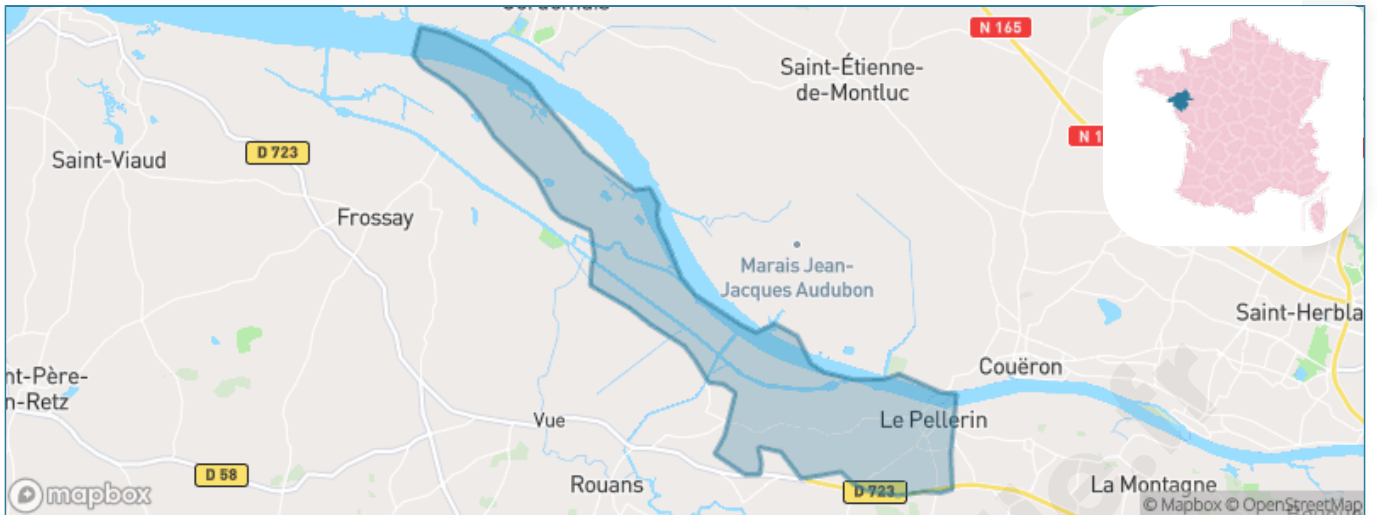 N 165
Saint-Étienne-
de-Montluc
N 1
D 723
Saint-Viaud
Frossay
Marais Jean-
Jacques Audubon
Saint-Herbla
Couëron
nt-Père-
n-Retz
Vue
Le Pellerin
D 58
Rouans
D 723
La Montagne
mapbox
© Mapbox © OpenStreetMap